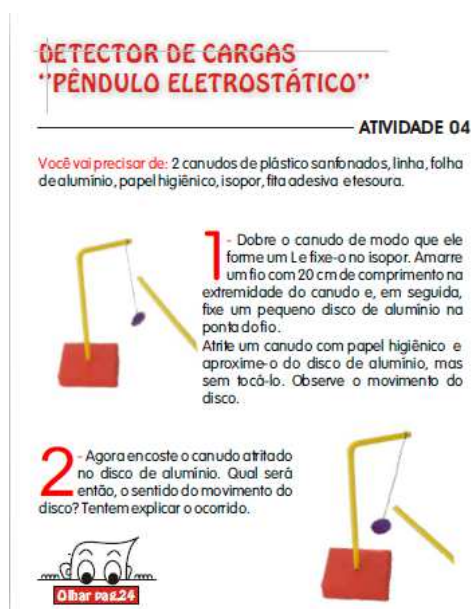 DETECTOR DE CARGAS
“PÊNDULO ELETROSTÁTICO”
ATIVIDADE 04
Você vai precisar de: 2 canudos de plástico sanfonados, linha, folha
de alumínio, papel higiênico, isopor, fita adesiva e tesoura.
1- Dobre o canudo de modo que ele
forme um L e fixe-o no isopor. Amarre
um fio com 20 cm de comprimento na
extremidade do canudo e, em seguida,
fixe um pequeno disco de alumínio na
ponta do fio.
Atrite um canudo com papel higiênico e
aproxime-o do disco de alumínio, mas
sem tocá-lo. Observe o movimento do
disco.
2- Agora encoste o canudo atritado
no disco de alumínio. Qual será
então, o sentido do movimento do
disco? Tentem explicar o ocorrido.
Olhar pag.24